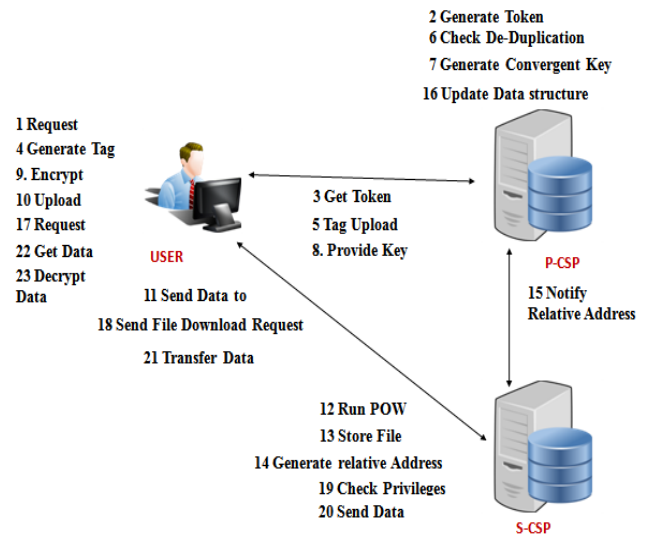 2 Generate Token
6 Check De-Duplication
7 Generate Convergent Key
16 Update Data structure
1 Request
4 Generate Tag
9. Encrypt
10 Upload
17 Request
22 Get Data
23 Decrypt
Data
USER
3 Get Token
5 Tag Upload
8. Provide Key
P-CSP
15 Notify
Relative Address
11 Send Data to
18 Send File Download Request
21 Transfer Data
12 Run POW
13 Store File
14 Generate relative Address
19 Check Privileges
20 Send Data
S-CSP